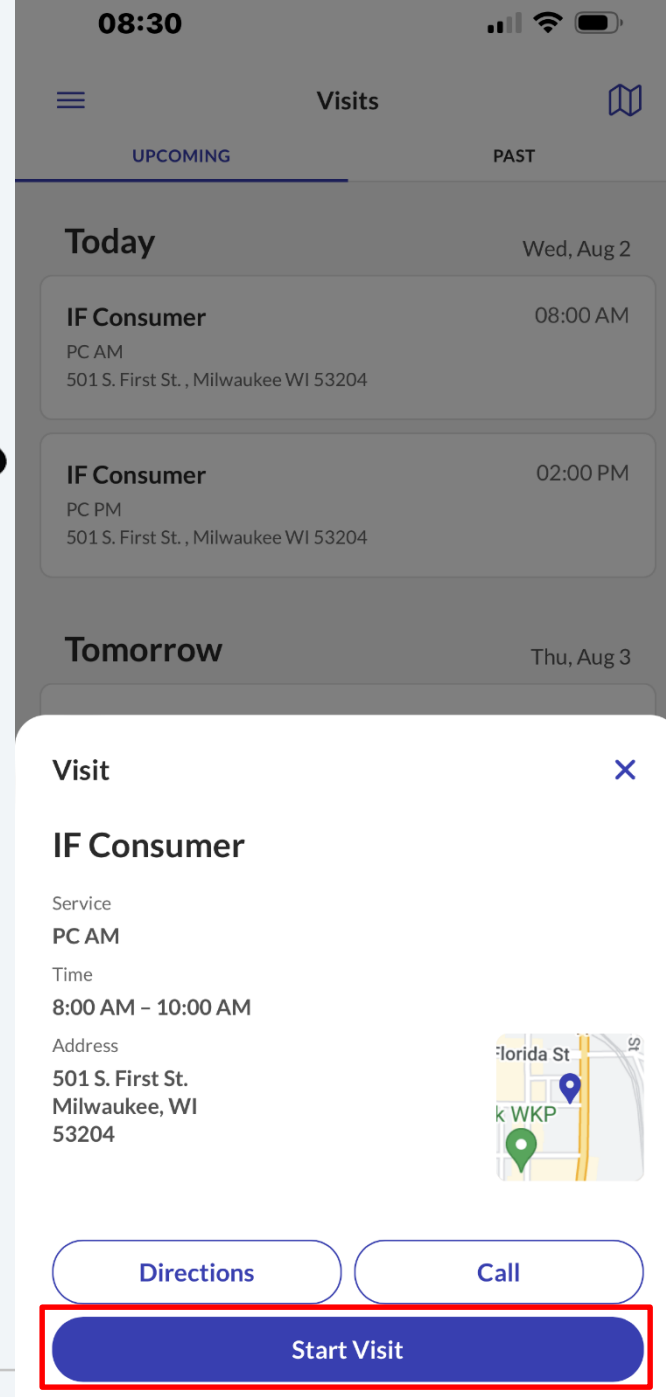 08:30
Visits
UPCOMING PAST
Today Wed, Aug 2
IF Consumer 08:00 AM
PC AM
501 S. First St. , Milwaukee WI 53204
IF Consumer 02:00 PM
PC PM
501 S. First St. , Milwaukee WI 53204
Tomorrow Thu, Aug 3
Visit
IF Consumer
Service
PC AM
Time
8:00 AM – 10:00 AM
Address
501 S. First St.
Milwaukee, WI
53204
Florida St
St
k WKP
Directions Call
Start Visit